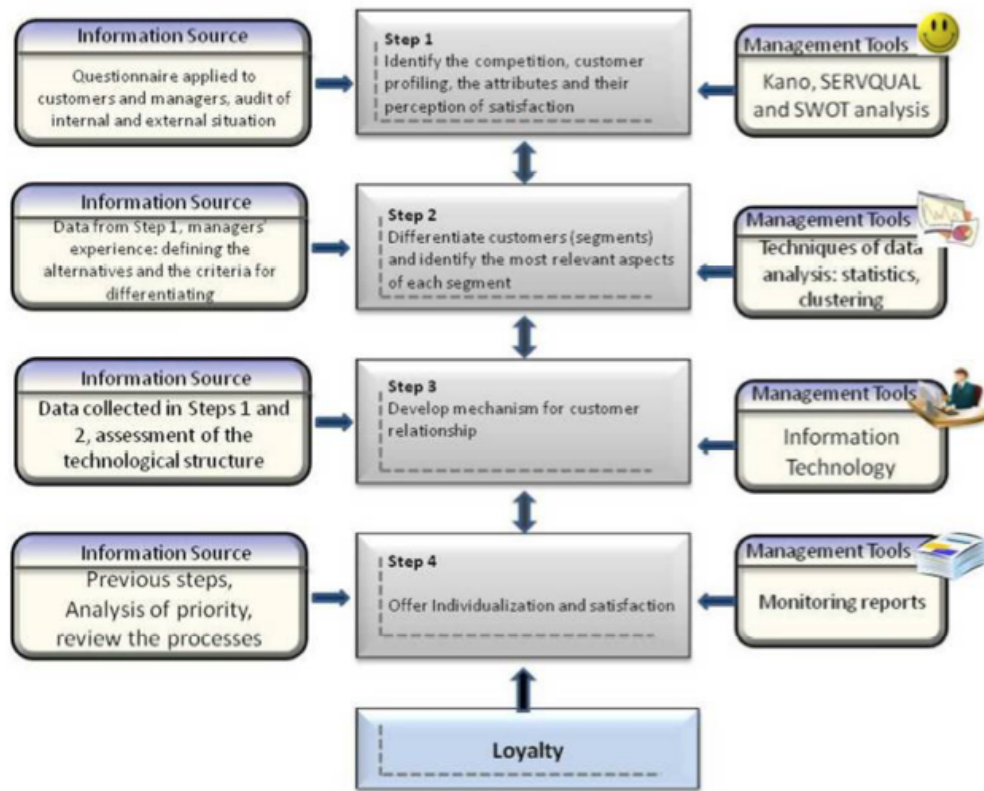 Information Source
Questionnaire applied to
customers and managers, audit of
internal and external situation
Step 1
Identify the competition, customer
profiling, the attributes and their
perception of satisfaction
Management Tools
Kano, SERVQUAL
and SWOT analysis
Information Source
Data from Step 1, managers'
experience: defining the
alternatives and the criteria for
differentiating
Step 2
Differentiate customers (segments)
and identify the most relevant aspects
of each segment
Management Tools
Techniques of data
analysis: statistics,
clustering
Information Source
Data collected in Steps 1 and
2, assessment of the
technological structure
Step 3
Develop mechanism for customer
relationship
Management Tools
Information
Technology
Information Source
Previous steps,
Analysis of priority,
review the processes
Step 4
Offer Individualization and satisfaction
Management Tools
Monitoring reports
Loyalty